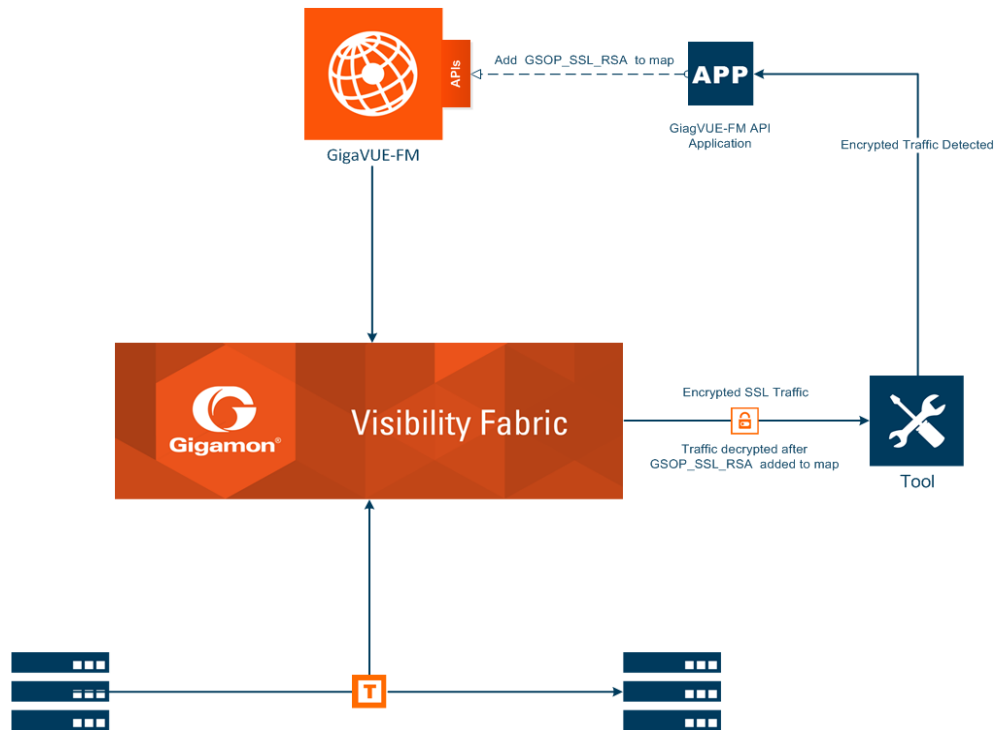 APIs
Add GSOP_SSL_RSA to map
APP
GigaVUE-FM
GiagVUE-FM API
Application
Encrypted Traffic Detected
Gigamon®
Visibility Fabric
Encrypted SSL Traffic
Traffic decrypted after
GSOP_SSL_RSA added to map
Tool
T